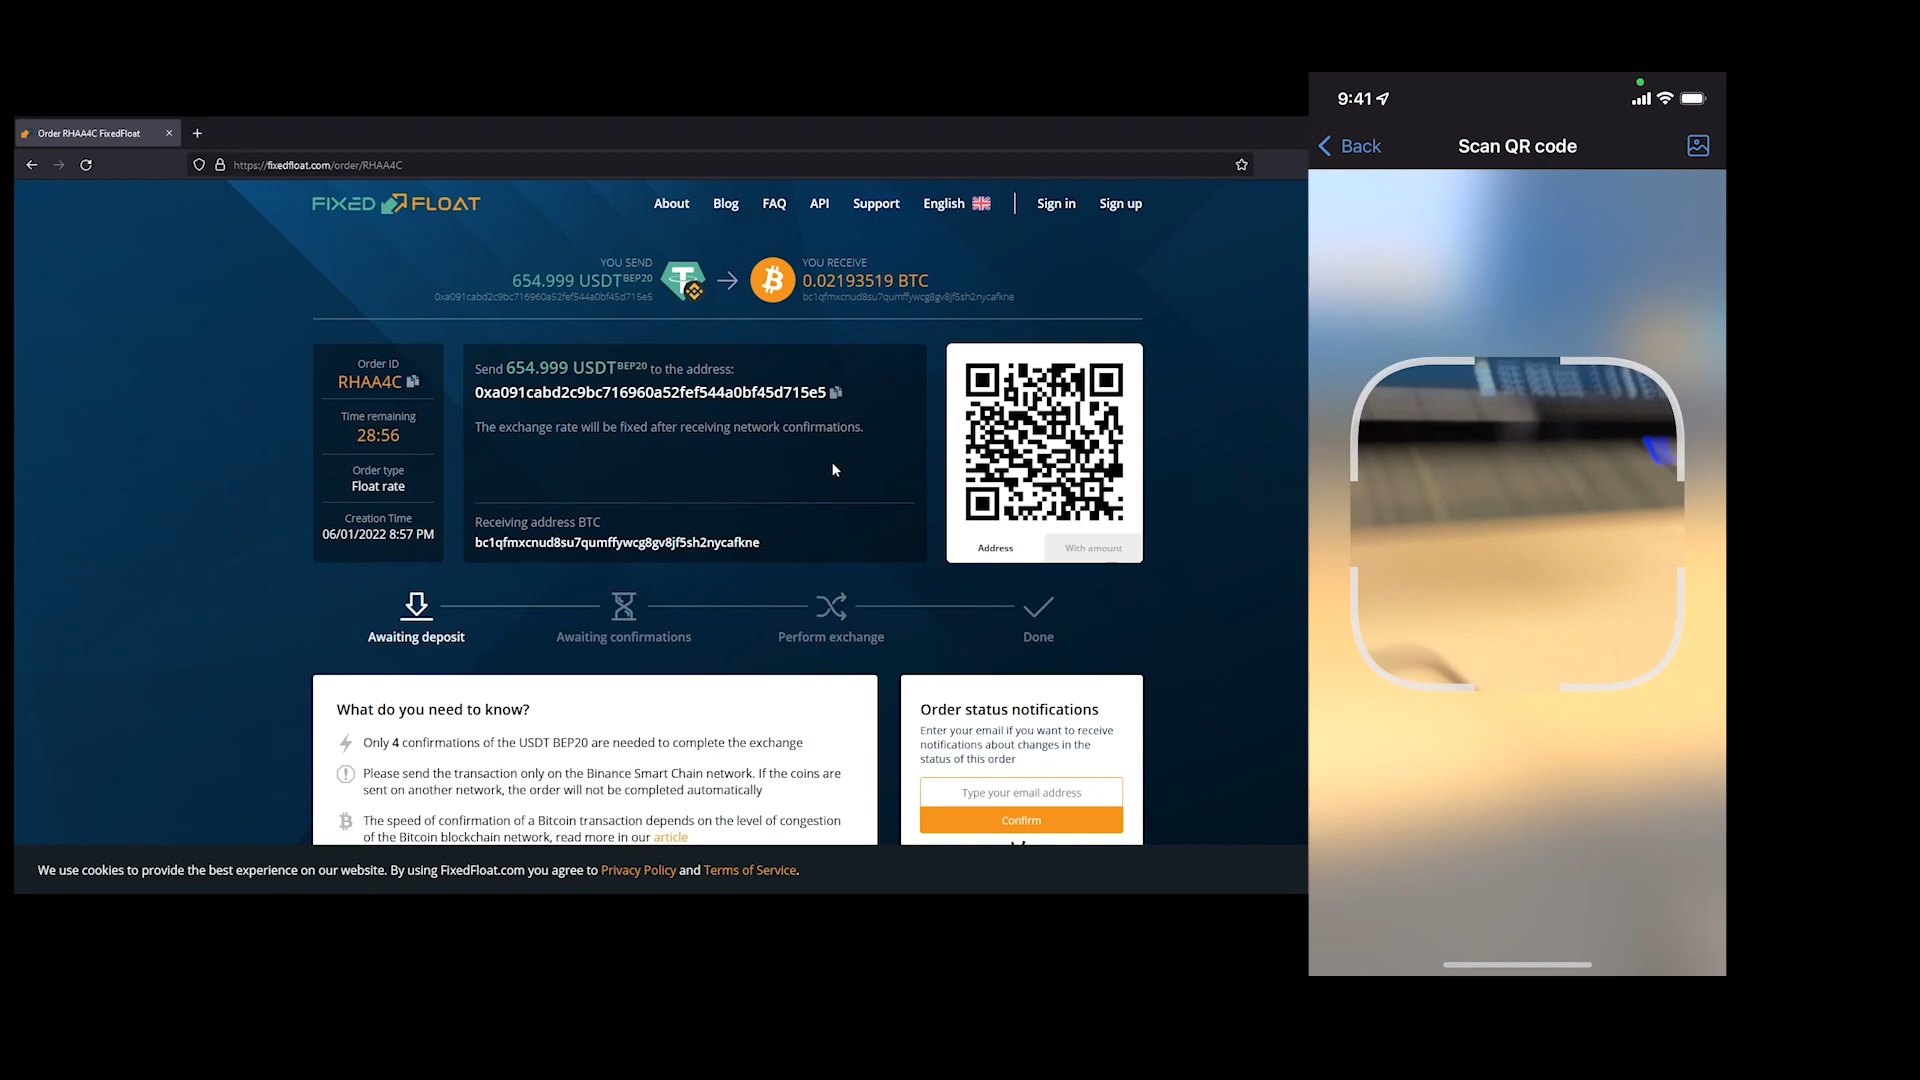 Order RHAA4C FixedFloat
https://fixedfloat.com/order/RHAA4C
FIXED FLOAT
About Blog FAQ API Support English Sign in Sign up
YOU SEND
654.999 USDT BEP20
0xa091cabd2c9bc716960a52fef544a0bf45d715e5
YOU RECEIVE
0.02193519 BTC
bc1qfmxcnud8su7qumffywcg8gv8jf5sh2nycafkne
Order ID
RHAA4C
Time remaining
28:56
Order type
Float rate
Creation Time
06/01/2022 8:57 PM
Send 654.999 USDT BEP20 to the address:
0xa091cabd2c9bc716960a52fef544a0bf45d715e5
The exchange rate will be fixed after receiving network confirmations.
Receiving address BTC
bc1qfmxcnud8su7qumffywcg8gv8jf5sh2nycafkne
Address With amount
Awaiting deposit Awaiting confirmations Perform exchange Done
What do you need to know?
Only 4 confirmations of the USDT BEP20 are needed to complete the exchange
Please send the transaction only on the Binance Smart Chain network. If the coins are
sent on another network, the order will not be completed automatically
The speed of confirmation of a Bitcoin transaction depends on the level of congestion
of the Bitcoin blockchain network, read more in our article
Order status notifications
Enter your email if you want to receive
notifications about changes in the
status of this order
Type your email address
Confirm
We use cookies to provide the best experience on our website. By using FixedFloat.com you agree to Privacy Policy and Terms of Service.
9:41
Back Scan QR code